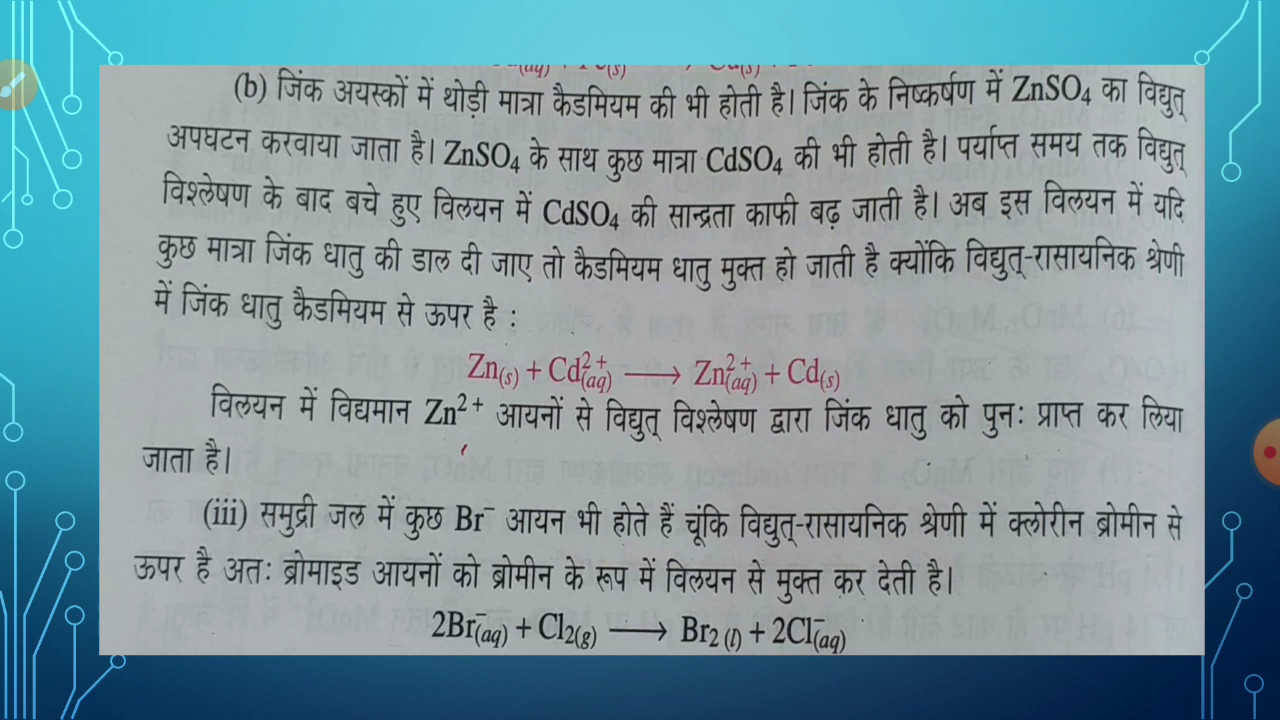 (b) जिंक अयस्कों में थोड़ी मात्रा कैडमियम की भी होती है। जिंक के निष्कर्षण में ZnSO₄ का विद्युत्
अपघटन करवाया जाता है। ZnSO₄ के साथ कुछ मात्रा CdSO₄ की भी होती है। पर्याप्त समय तक विद्युत्
विश्लेषण के बाद बचे हुए विलयन में CdSO₄ की सान्द्रता काफी बढ़ जाती है। अब इस विलयन में यदि
कुछ मात्रा जिंक धातु की डाल दी जाए तो कैडमियम धातु मुक्त हो जाती है क्योंकि विद्युत्-रासायनिक श्रेणी
में जिंक धातु कैडमियम से ऊपर है :
Zn(s) + Cd²⁺(aq) ⟶ Zn²⁺(aq) + Cd(s)
विलयन में विद्यमान Zn²⁺ आयनों से विद्युत् विश्लेषण द्वारा जिंक धातु को पुनः प्राप्त कर लिया
जाता है।
(iii) समुद्री जल में कुछ Br⁻ आयन भी होते हैं चूंकि विद्युत्-रासायनिक श्रेणी में क्लोरीन ब्रोमीन से
ऊपर है अतः ब्रोमाइड आयनों को ब्रोमीन के रूप में विलयन से मुक्त कर देती है।
2Br⁻(aq) + Cl₂(g) ⟶ Br₂(l) + 2Cl⁻(aq)